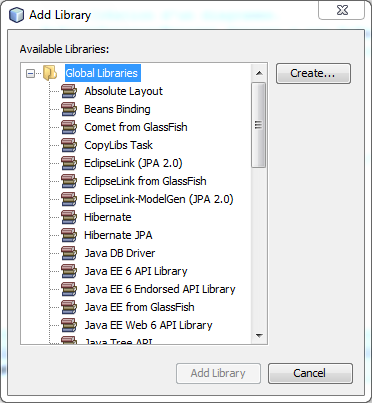 Add Library
Available Libraries:
Global Libraries
Create...
Absolute Layout
Beans Binding
Comet from GlassFish
CopyLibs Task
EclipseLink (JPA 2.0)
EclipseLink from GlassFish
EclipseLink-ModelGen (JPA 2.0)
Hibernate
Hibernate JPA
Java DB Driver
Java EE 6 API Library
Java EE 6 Endorsed API Library
Java EE from GlassFish
Java EE Web 6 API Library
Java Tree API
Add Library
Cancel